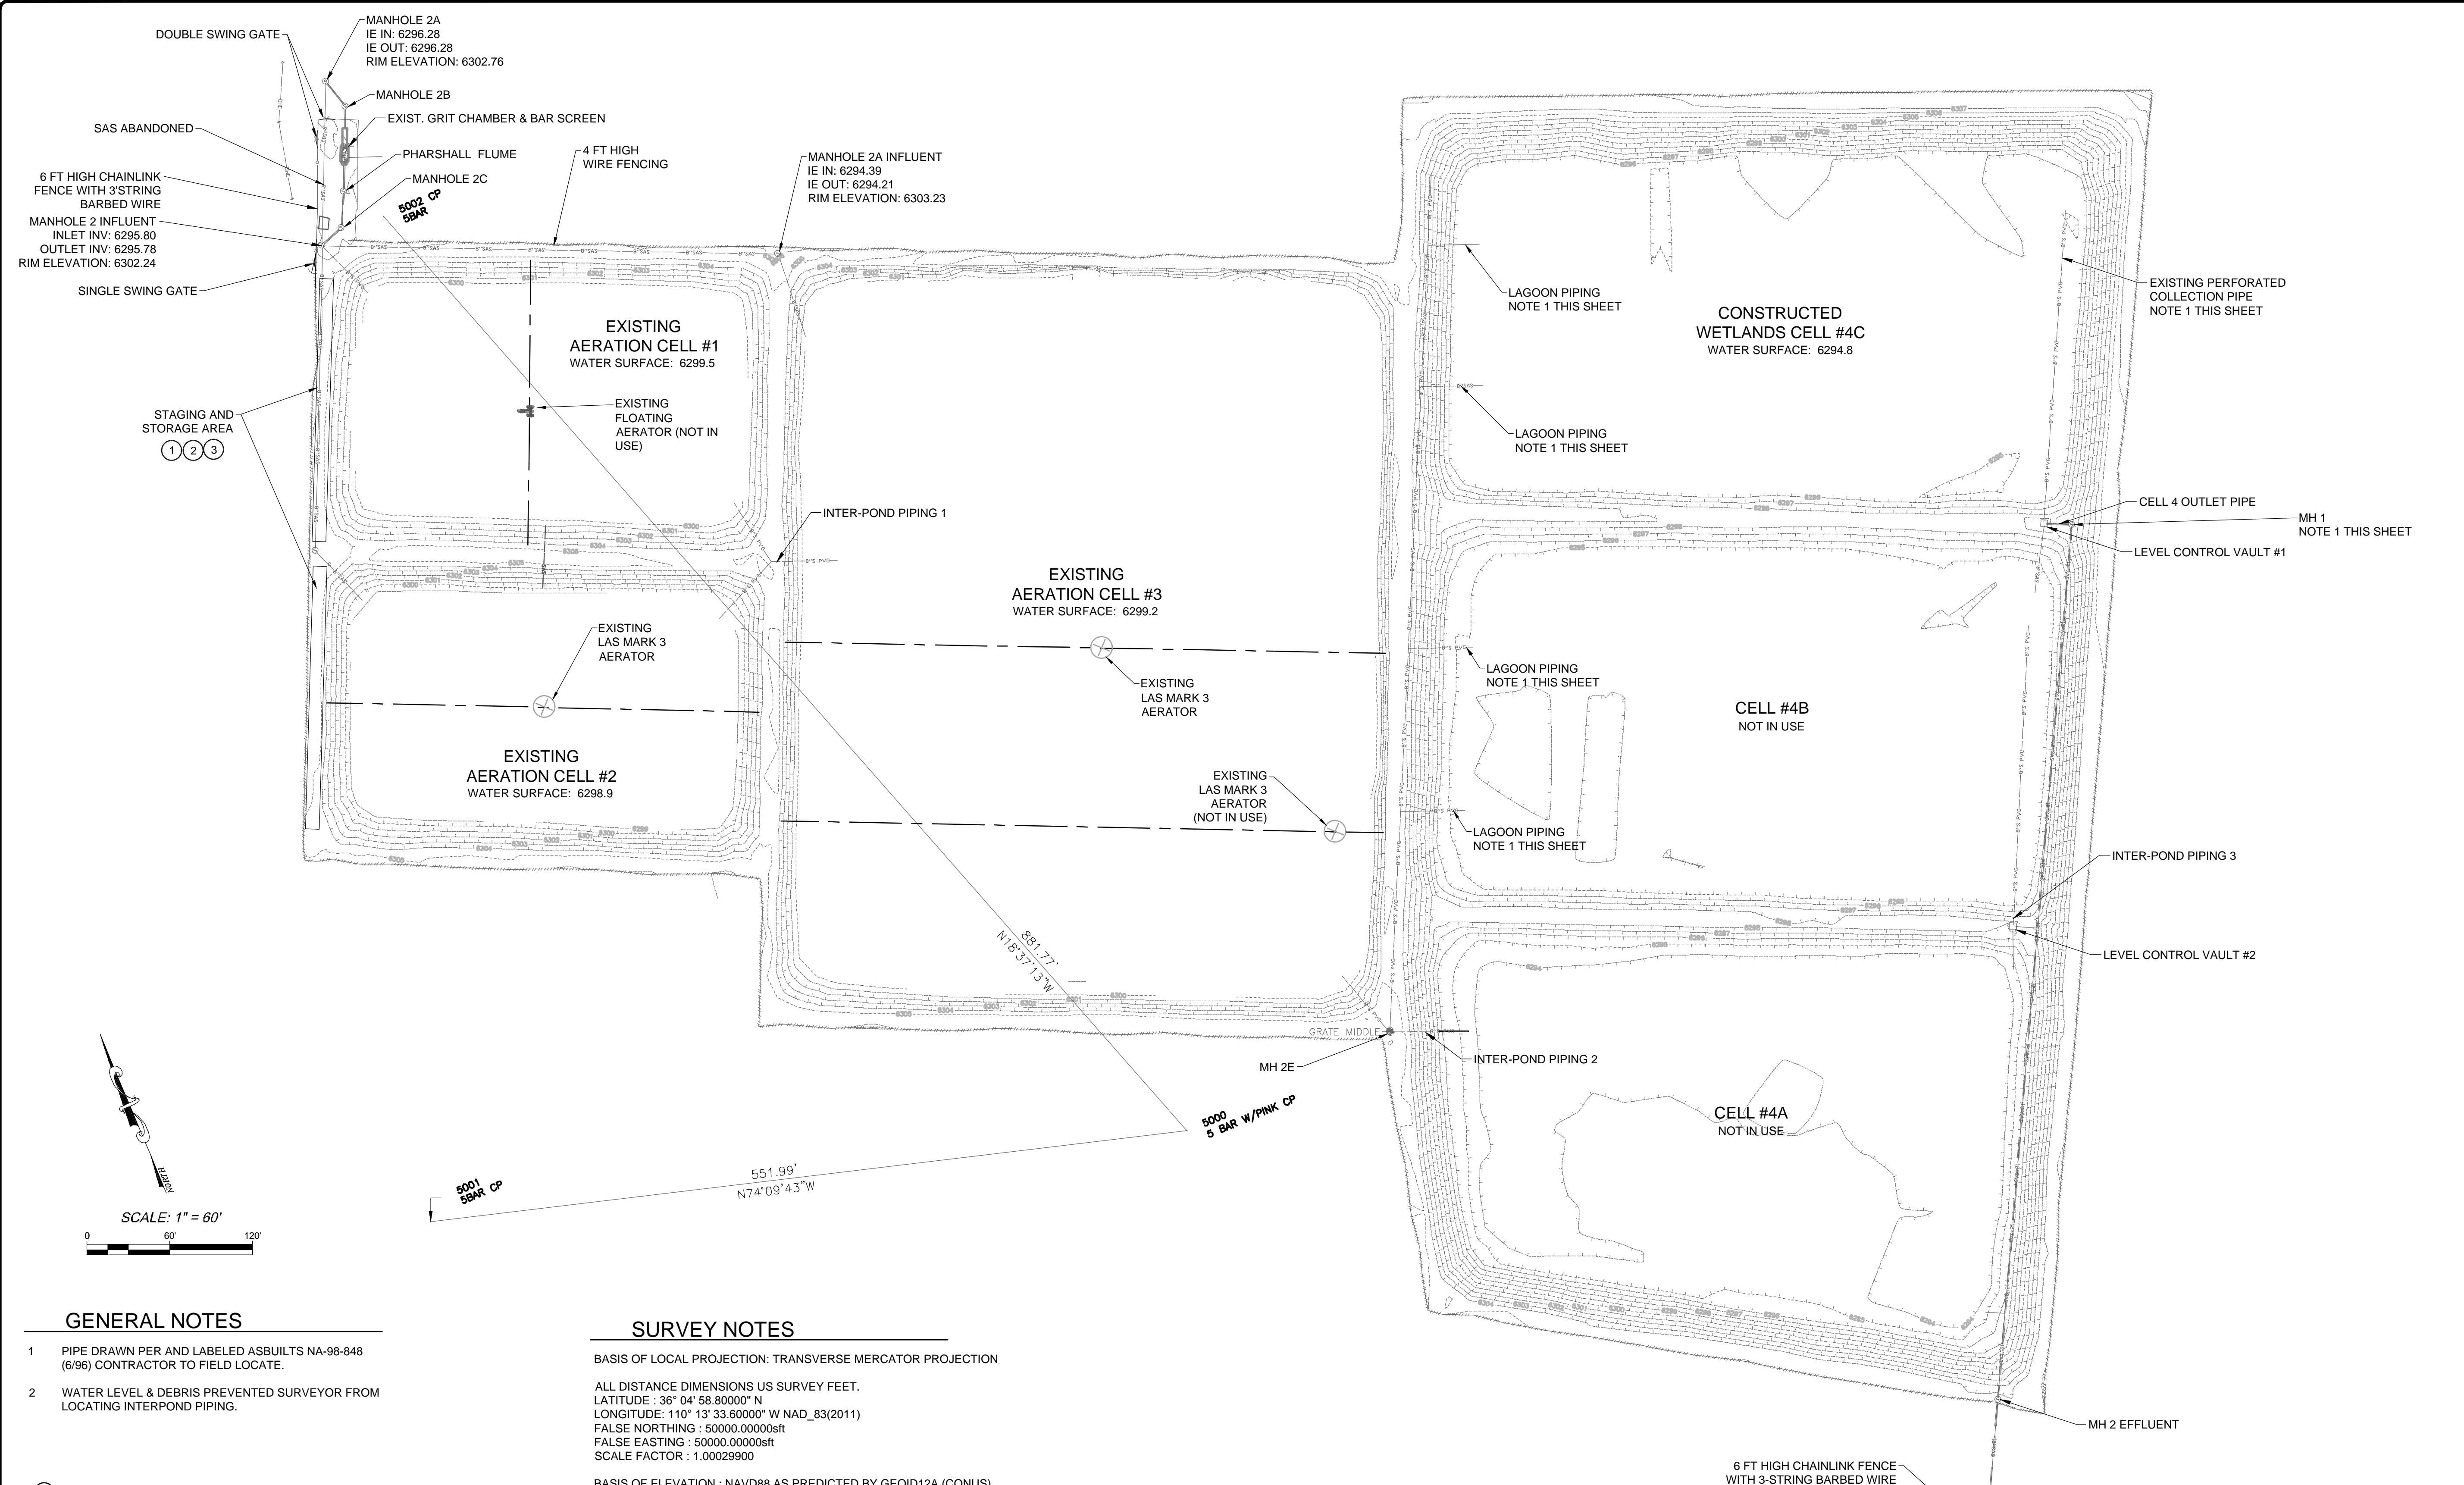 DOUBLE SWING GATE
MANHOLE 2A
IE IN: 6296.28
IE OUT: 6296.28
RIM ELEVATION: 6302.76
MANHOLE 2B
SAS ABANDONED
EXIST. GRIT CHAMBER & BAR SCREEN
PHARSHALL FLUME
MANHOLE 2C
4 FT HIGH
WIRE FENCING
MANHOLE 2A INFLUENT
IE IN: 6294.39
IE OUT: 6294.21
RIM ELEVATION: 6303.23
6 FT HIGH CHAINLINK
FENCE WITH 3'STRING
BARBED WIRE
MANHOLE 2 INFLUENT
INLET INV: 6295.80
OUTLET INV: 6295.78
RIM ELEVATION: 6302.24
SINGLE SWING GATE
5002 CP
5BAR
EXISTING
AERATION CELL #1
WATER SURFACE: 6299.5
EXISTING
FLOATING
AERATOR (NOT IN
USE)
STAGING AND
STORAGE AREA
1 2 3
INTER-POND PIPING 1
EXISTING
LAS MARK 3
AERATOR
EXISTING
AERATION CELL #2
WATER SURFACE: 6298.9
EXISTING
AERATION CELL #3
WATER SURFACE: 6299.2
EXISTING
LAS MARK 3
AERATOR
EXISTING
LAS MARK 3
AERATOR
(NOT IN USE)
LAGOON PIPING
NOTE 1 THIS SHEET
LAGOON PIPING
NOTE 1 THIS SHEET
CONSTRUCTED
WETLANDS CELL #4C
WATER SURFACE: 6294.8
EXISTING PERFORATED
COLLECTION PIPE
NOTE 1 THIS SHEET
CELL 4 OUTLET PIPE
MH 1
NOTE 1 THIS SHEET
LEVEL CONTROL VAULT #1
LAGOON PIPING
NOTE 1 THIS SHEET
CELL #4B
NOT IN USE
LAGOON PIPING
NOTE 1 THIS SHEET
INTER-POND PIPING 3
LEVEL CONTROL VAULT #2
881.77'
N18°37'13"W
GRATE MIDDLE
MH 2E
INTER-POND PIPING 2
CELL #4A
NOT IN USE
5000
5 BAR W/PINK CP
5001
5BAR CP
551.99'
N74°09'43"W
NORTH
SCALE: 1" = 60'
0 60' 120'
MH 2 EFFLUENT
6 FT HIGH CHAINLINK FENCE
WITH 3-STRING BARBED WIRE
GENERAL NOTES
1 PIPE DRAWN PER AND LABELED ASBUILTS NA-98-848
(6/96) CONTRACTOR TO FIELD LOCATE.
2 WATER LEVEL & DEBRIS PREVENTED SURVEYOR FROM
LOCATING INTERPOND PIPING.
SURVEY NOTES
BASIS OF LOCAL PROJECTION: TRANSVERSE MERCATOR PROJECTION
ALL DISTANCE DIMENSIONS US SURVEY FEET.
LATITUDE : 36° 04' 58.80000" N
LONGITUDE: 110° 13' 33.60000" W NAD_83(2011)
FALSE NORTHING : 50000.00000sft
FALSE EASTING : 50000.00000sft
SCALE FACTOR : 1.00029900
BASIS OF ELEVATION : NAVD88 AS PREDICTED BY GEOID12A (CONUS)